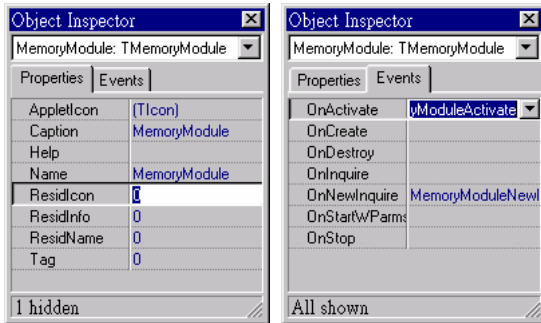 Object Inspector
MemoryModule: TMemoryModule
Properties Events
AppletIcon (TIcon)
Caption MemoryModule
Help
Name MemoryModule
ResidIcon 0
ResidInfo 0
ResidName 0
Tag 0
1 hidden
Object Inspector
MemoryModule: TMemoryModule
Properties Events
OnActivate yModuleActivate
OnCreate
OnDestroy
OnInquire
OnNewInquire MemoryModuleNewI
OnStartWParms
OnStop
All shown